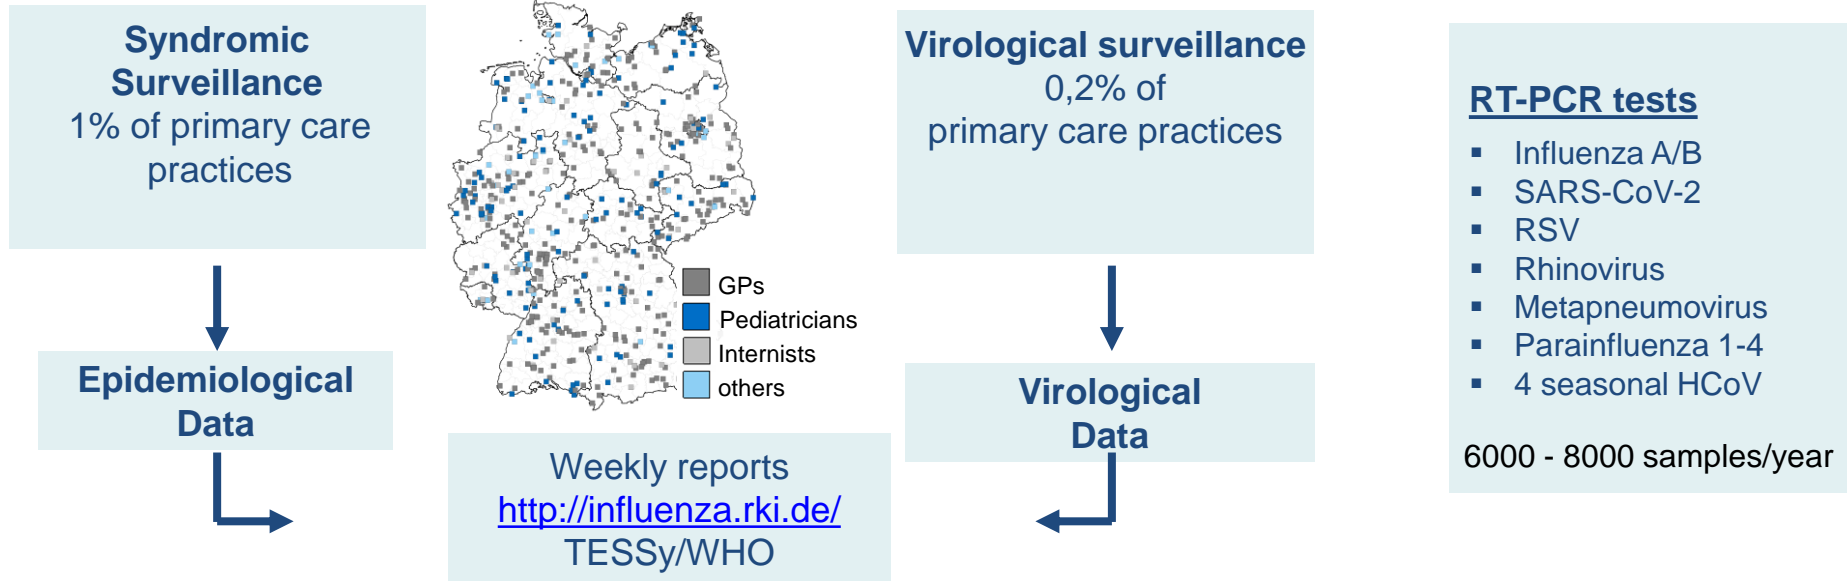 Syndromic
Surveillance
1% of primary care
practices
Epidemiological
Data
GPs
Pediatricians
Internists
others
Weekly reports
http://influenza.rki.de/
TESSy/WHO
Virological surveillance
0,2% of
primary care practices
Virological
Data
RT-PCR tests
▪ Influenza A/B
▪ SARS-CoV-2
▪ RSV
▪ Rhinovirus
▪ Metapneumovirus
▪ Parainfluenza 1-4
▪ 4 seasonal HCoV
6000 - 8000 samples/year